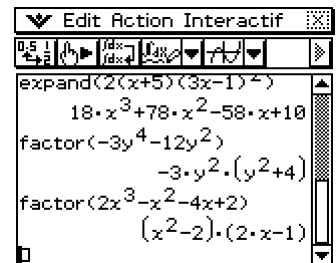 Edit Action Interactif
expand(2(x+5)(3x-1)²)
18·x³+78·x²-58·x+10
factor(-3y⁴-12y²)
-3·y²·(y²+4)
factor(2x³-x²-4x+2)
(x²-2)·(2·x-1)